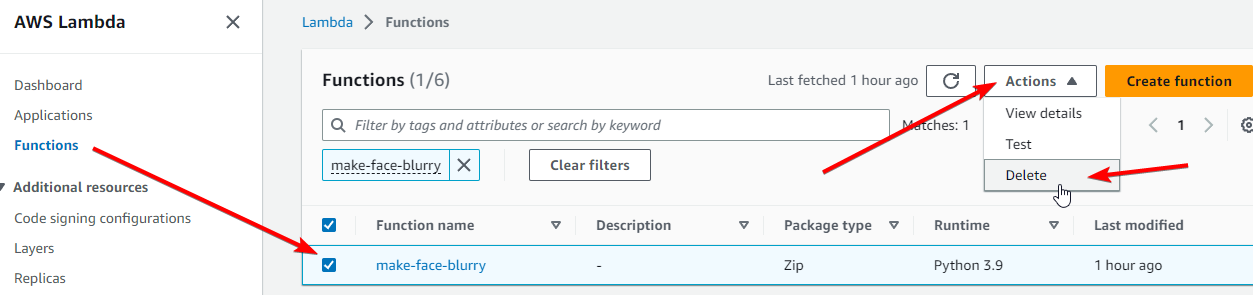 AWS Lambda
Dashboard
Applications
Functions
Additional resources
Code signing configurations
Layers
Replicas
Lambda Functions
Functions (1/6)
Last fetched 1 hour ago
Actions
Create function
Filter by tags and attributes or search by keyword
Matches: 1
1
View details
Test
Delete
make-face-blurry
Clear filters
Function name Description Package type Runtime Last modified
make-face-blurry - Zip Python 3.9 1 hour ago